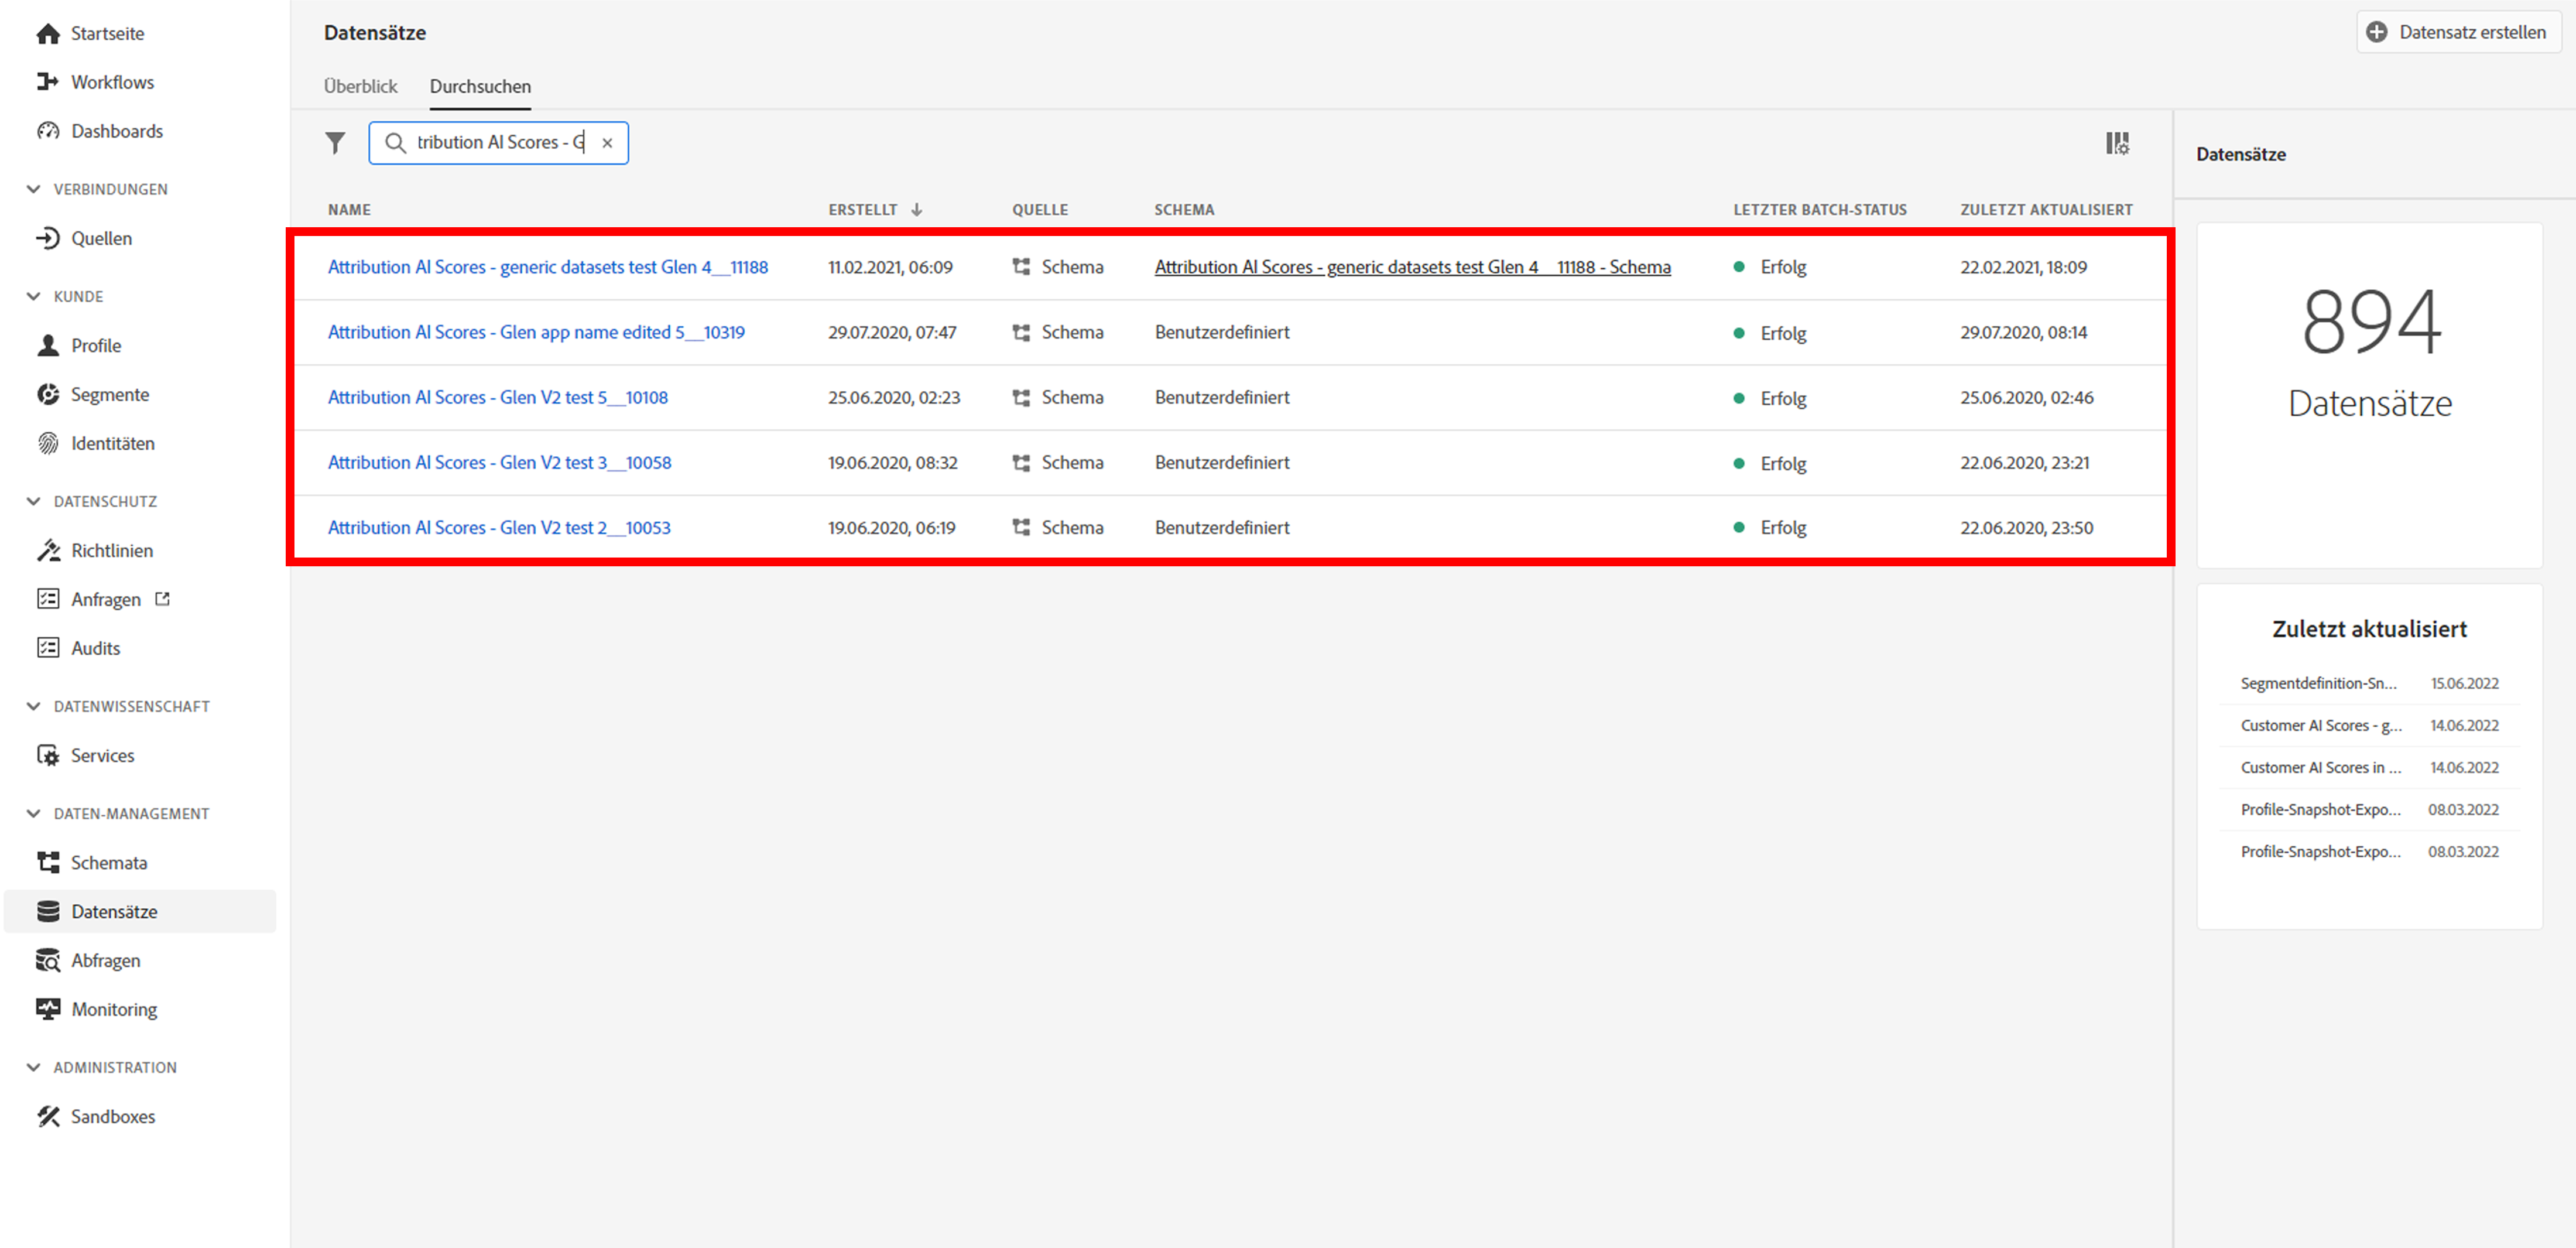 Startseite
Workflows
Dashboards
VERBINDUNGEN
Quellen
KUNDE
Profile
Segmente
Identitäten
DATENSCHUTZ
Richtlinien
Anfragen
Audits
DATENWISSENSCHAFT
Services
DATEN-MANAGEMENT
Schemata
Datensätze
Abfragen
Monitoring
ADMINISTRATION
Sandboxes
Datensätze
Datensatz erstellen
Überblick Durchsuchen
tribution AI Scores - G
NAME ERSTELLT QUELLE SCHEMA LETZTER BATCH-STATUS ZULETZT AKTUALISIERT
Attribution AI Scores - generic datasets test Glen 4__11188 11.02.2021, 06:09 Schema Attribution AI Scores - generic datasets test Glen 4__11188 - Schema Erfolg 22.02.2021, 18:09
Attribution AI Scores - Glen app name edited 5__10319 29.07.2020, 07:47 Schema Benutzerdefiniert Erfolg 29.07.2020, 08:14
Attribution AI Scores - Glen V2 test 5__10108 25.06.2020, 02:23 Schema Benutzerdefiniert Erfolg 25.06.2020, 02:46
Attribution AI Scores - Glen V2 test 3__10058 19.06.2020, 08:32 Schema Benutzerdefiniert Erfolg 22.06.2020, 23:21
Attribution AI Scores - Glen V2 test 2__10053 19.06.2020, 06:19 Schema Benutzerdefiniert Erfolg 22.06.2020, 23:50
Datensätze
894
Datensätze
Zuletzt aktualisiert
Segmentdefinition-Sn... 15.06.2022
Customer AI Scores - g... 14.06.2022
Customer AI Scores in ... 14.06.2022
Profile-Snapshot-Expo... 08.03.2022
Profile-Snapshot-Expo... 08.03.2022